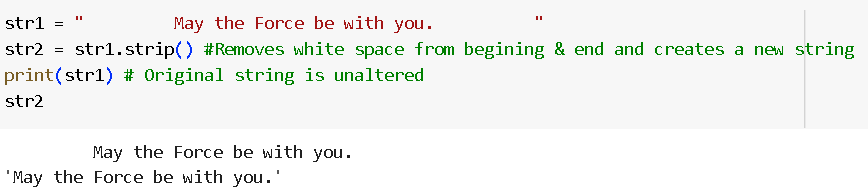 str1 = "         May the Force be with you.          "
str2 = str1.strip() #Removes white space from begining & end and creates a new string
print(str1) # Original string is unaltered
str2
         May the Force be with you.
'May the Force be with you.'